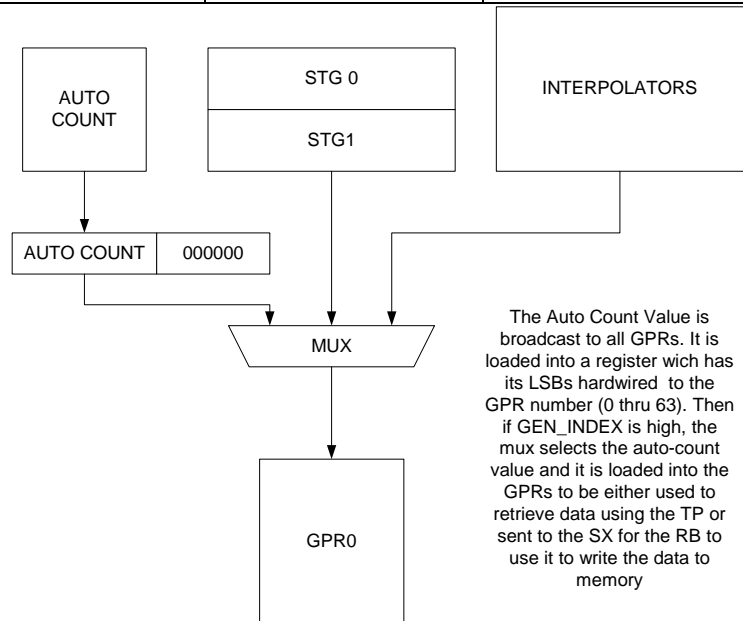 AUTO
COUNT
STG 0
STG1
INTERPOLATORS
AUTO COUNT
000000
MUX
GPR0
The Auto Count Value is
broadcast to all GPRs. It is
loaded into a register wich has
its LSBs hardwired to the
GPR number (0 thru 63). Then
if GEN_INDEX is high, the
mux selects the auto-count
value and it is loaded into the
GPRs to be either used to
retrieve data using the TP or
sent to the SX for the RB to
use it to write the data to
memory